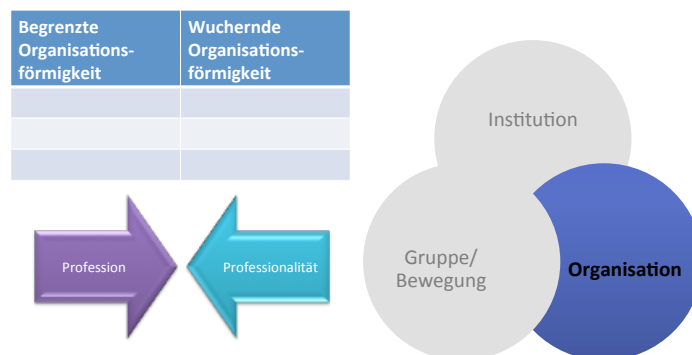 Begrenzte
Organisations-
förmigkeit
Wuchernde
Organisations-
förmigkeit
Institution
Profession
Professionalität
Gruppe/
Bewegung
Organisation